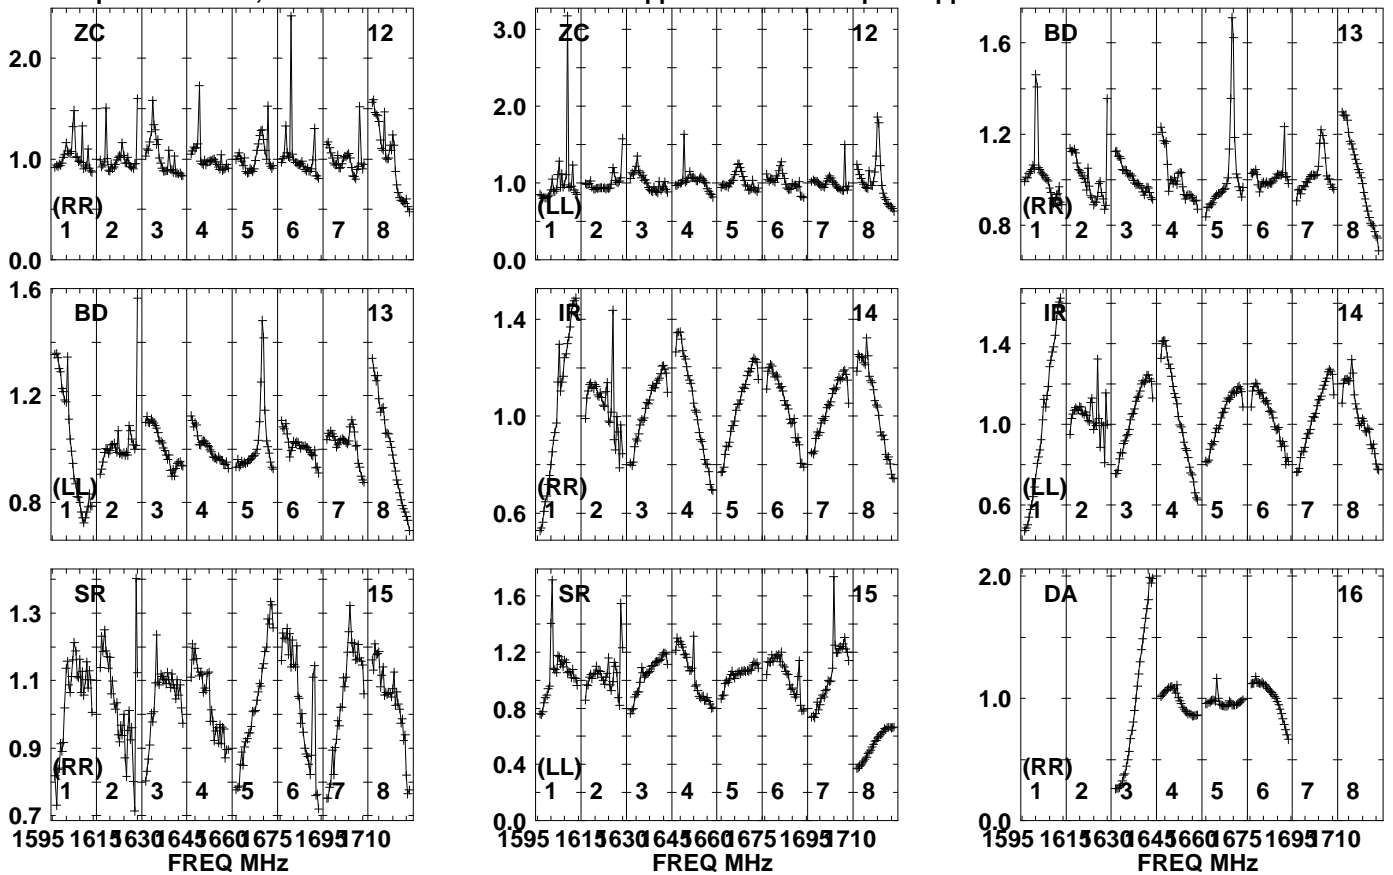 ZC 12 ZC 12 BD 13
2.0 3.0 1.6
2.0 1.2
1.0 1.0
(RR) (LL) (RR) 0.8
1 2 3 4 5 6 7 8 1 2 3 4 5 6 7 8 1 2 3 4 5 6 7 8
0.0 0.0
1.6 BD 13 IR 14 IR 14
1.4 1.4
1.2
1.0 1.0 1.0
0.8 (LL) (RR) (LL)
1 2 3 4 5 6 7 8 0.6 1 2 3 4 5 6 7 8 0.6 1 2 3 4 5 6 7 8
SR 15 SR 15 DA 16
1.3 1.6 2.0
1.1 1.2 1.0
0.9 0.8
(RR) (LL) 0.4 (RR)
1 2 3 4 5 6 7 8 1 2 3 4 5 6 7 8 1 2 3 4 5 6 7 8
0.7 0.0 0.0
1595 1615 1630 1645 1660 1675 1695 1710 1595 1615 1630 1645 1660 1675 1695 1710 1595 1615 1630 1645 1660 1675 1695 1710
FREQ MHz FREQ MHz